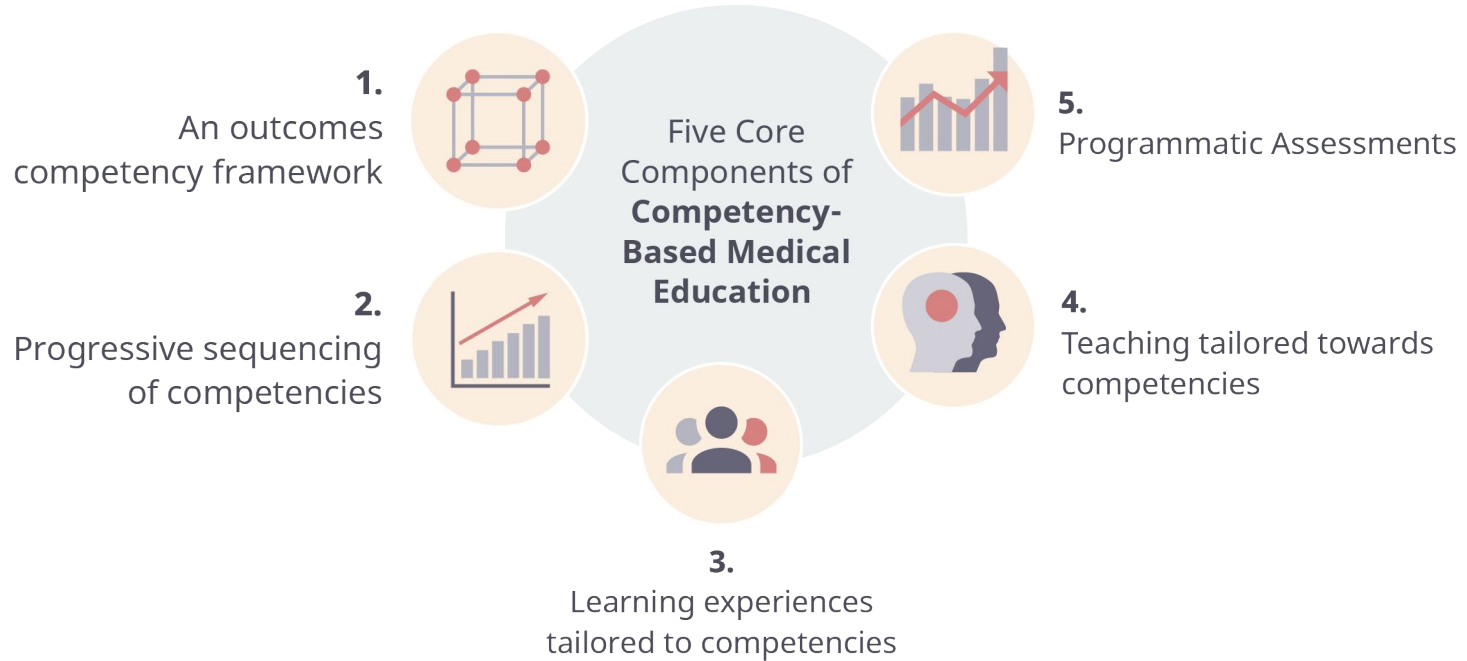 Five Core
Components of
Competency-
Based Medical
Education
1.
An outcomes
competency framework
2.
Progressive sequencing
of competencies
3.
Learning experiences
tailored to competencies
4.
Teaching tailored towards
competencies
5.
Programmatic Assessments